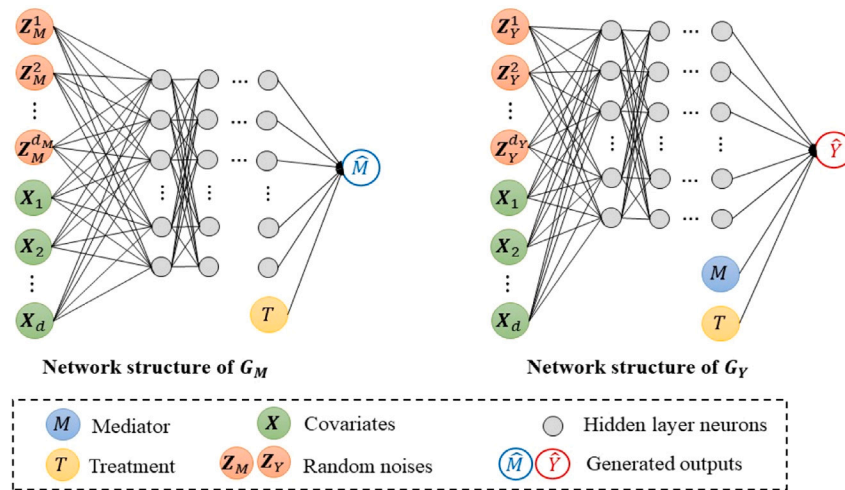 Z_M^1
Z_M^2
⋮
Z_M^{d_M}
X_1
X_2
⋮
X_d
...
...
⋮ ⋮ ⋮
M̂
T
Network structure of G_M
Z_Y^1
Z_Y^2
⋮
Z_Y^{d_Y}
X_1
X_2
⋮
X_d
...
...
...
⋮ ⋮ ⋮
...
...
Ŷ
M
T
Network structure of G_Y
M Mediator
X Covariates
Hidden layer neurons
T Treatment
Z_M Z_Y Random noises
M̂ Ŷ Generated outputs